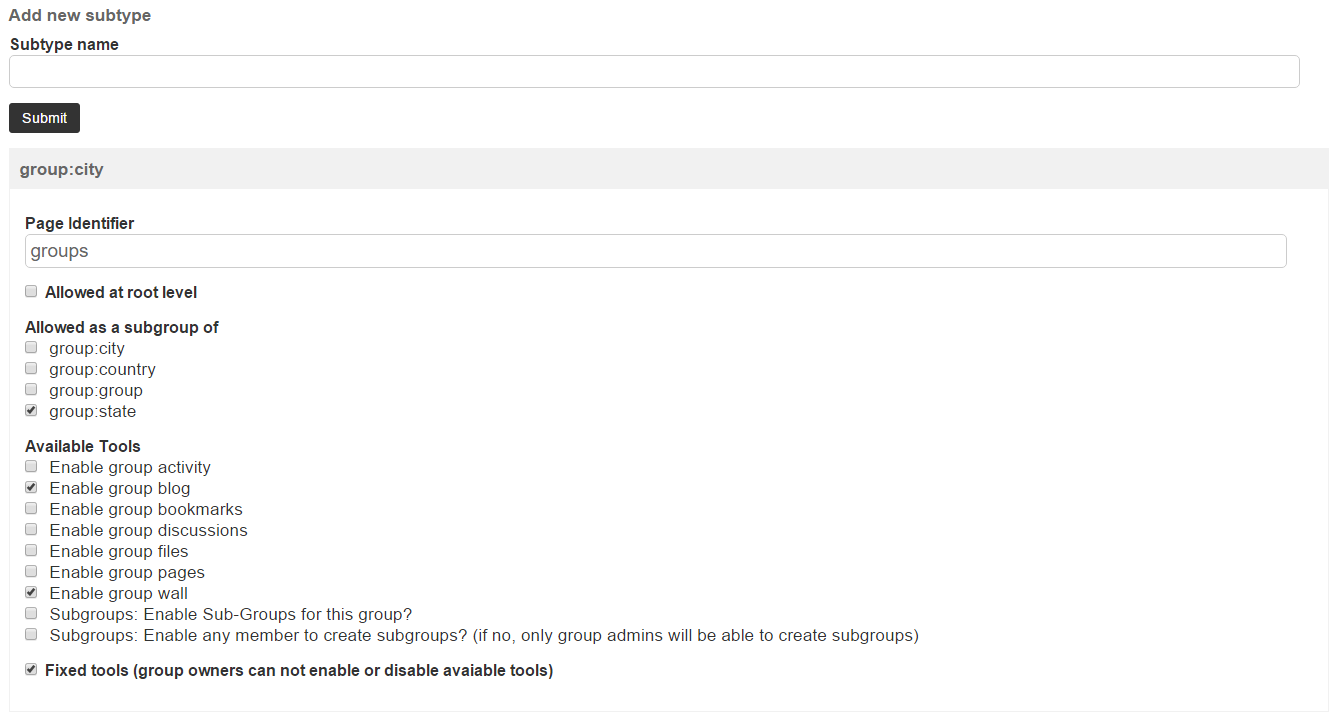 Add new subtype
Subtype name
Submit
group:city
Page Identifier
groups
Allowed at root level
Allowed as a subgroup of
group:city
group:country
group:group
group:state
Available Tools
Enable group activity
Enable group blog
Enable group bookmarks
Enable group discussions
Enable group files
Enable group pages
Enable group wall
Subgroups: Enable Sub-Groups for this group?
Subgroups: Enable any member to create subgroups? (if no, only group admins will be able to create subgroups)
Fixed tools (group owners can not enable or disable avaiable tools)